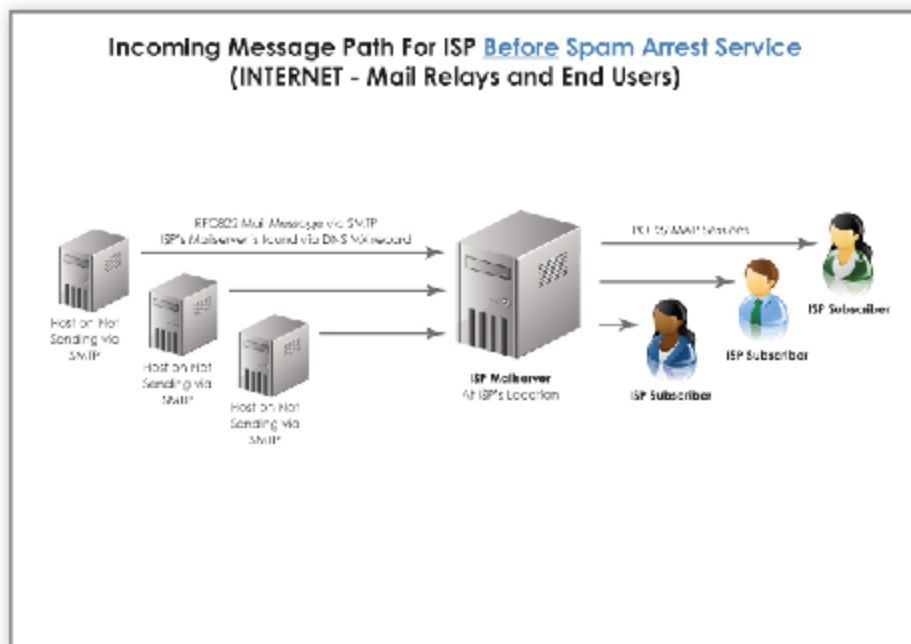 Incoming Message Path For ISP Before Spam Arrest Service
(INTERNET - Mail Relays and End Users)
RFC822 Mail Message via SMTP
ISP's Mailserver is found via DNS MX record
Sessions
Host on Net
Sending via
SMTP
Host on Net
Sending via
SMTP
Host on Net
Sending via
SMTP
ISP Mailserver
At ISP's Location
ISP Subscriber
ISP Subscriber
ISP Subscriber